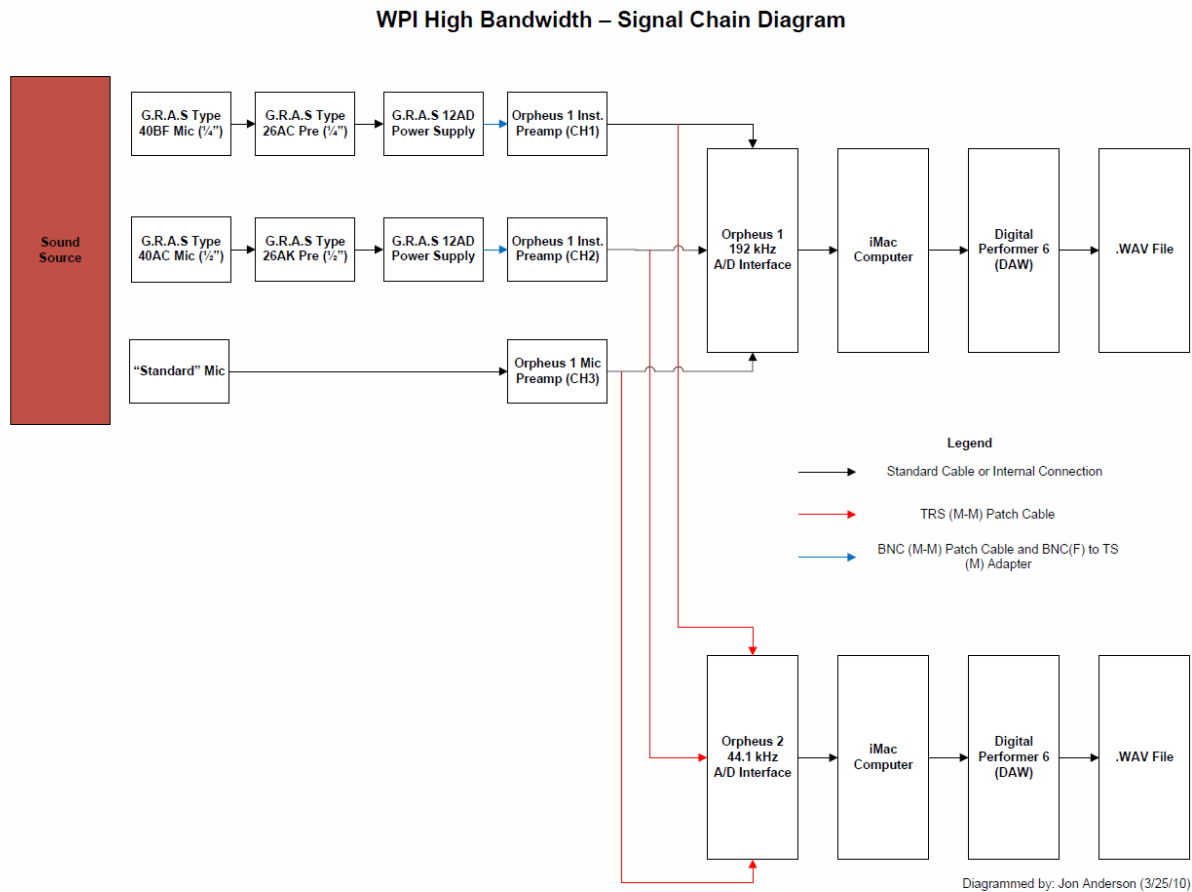 WPI High Bandwidth – Signal Chain Diagram
Sound
Source
G.R.A.S Type
40BF Mic (¼”)
G.R.A.S Type
26AC Pre (¼”)
G.R.A.S 12AD
Power Supply
Orpheus 1 Inst.
Preamp (CH1)
G.R.A.S Type
40AC Mic (½”)
G.R.A.S Type
26AK Pre (½”)
G.R.A.S 12AD
Power Supply
Orpheus 1 Inst.
Preamp (CH2)
“Standard” Mic
Orpheus 1 Mic
Preamp (CH3)
Orpheus 1
192 kHz
A/D Interface
iMac
Computer
Digital
Performer 6
(DAW)
.WAV File
Legend
Standard Cable or Internal Connection
TRS (M-M) Patch Cable
BNC (M-M) Patch Cable and BNC(F) to TS
(M) Adapter
Orpheus 2
44.1 kHz
A/D Interface
iMac
Computer
Digital
Performer 6
(DAW)
.WAV File
Diagrammed by: Jon Anderson (3/25/10)